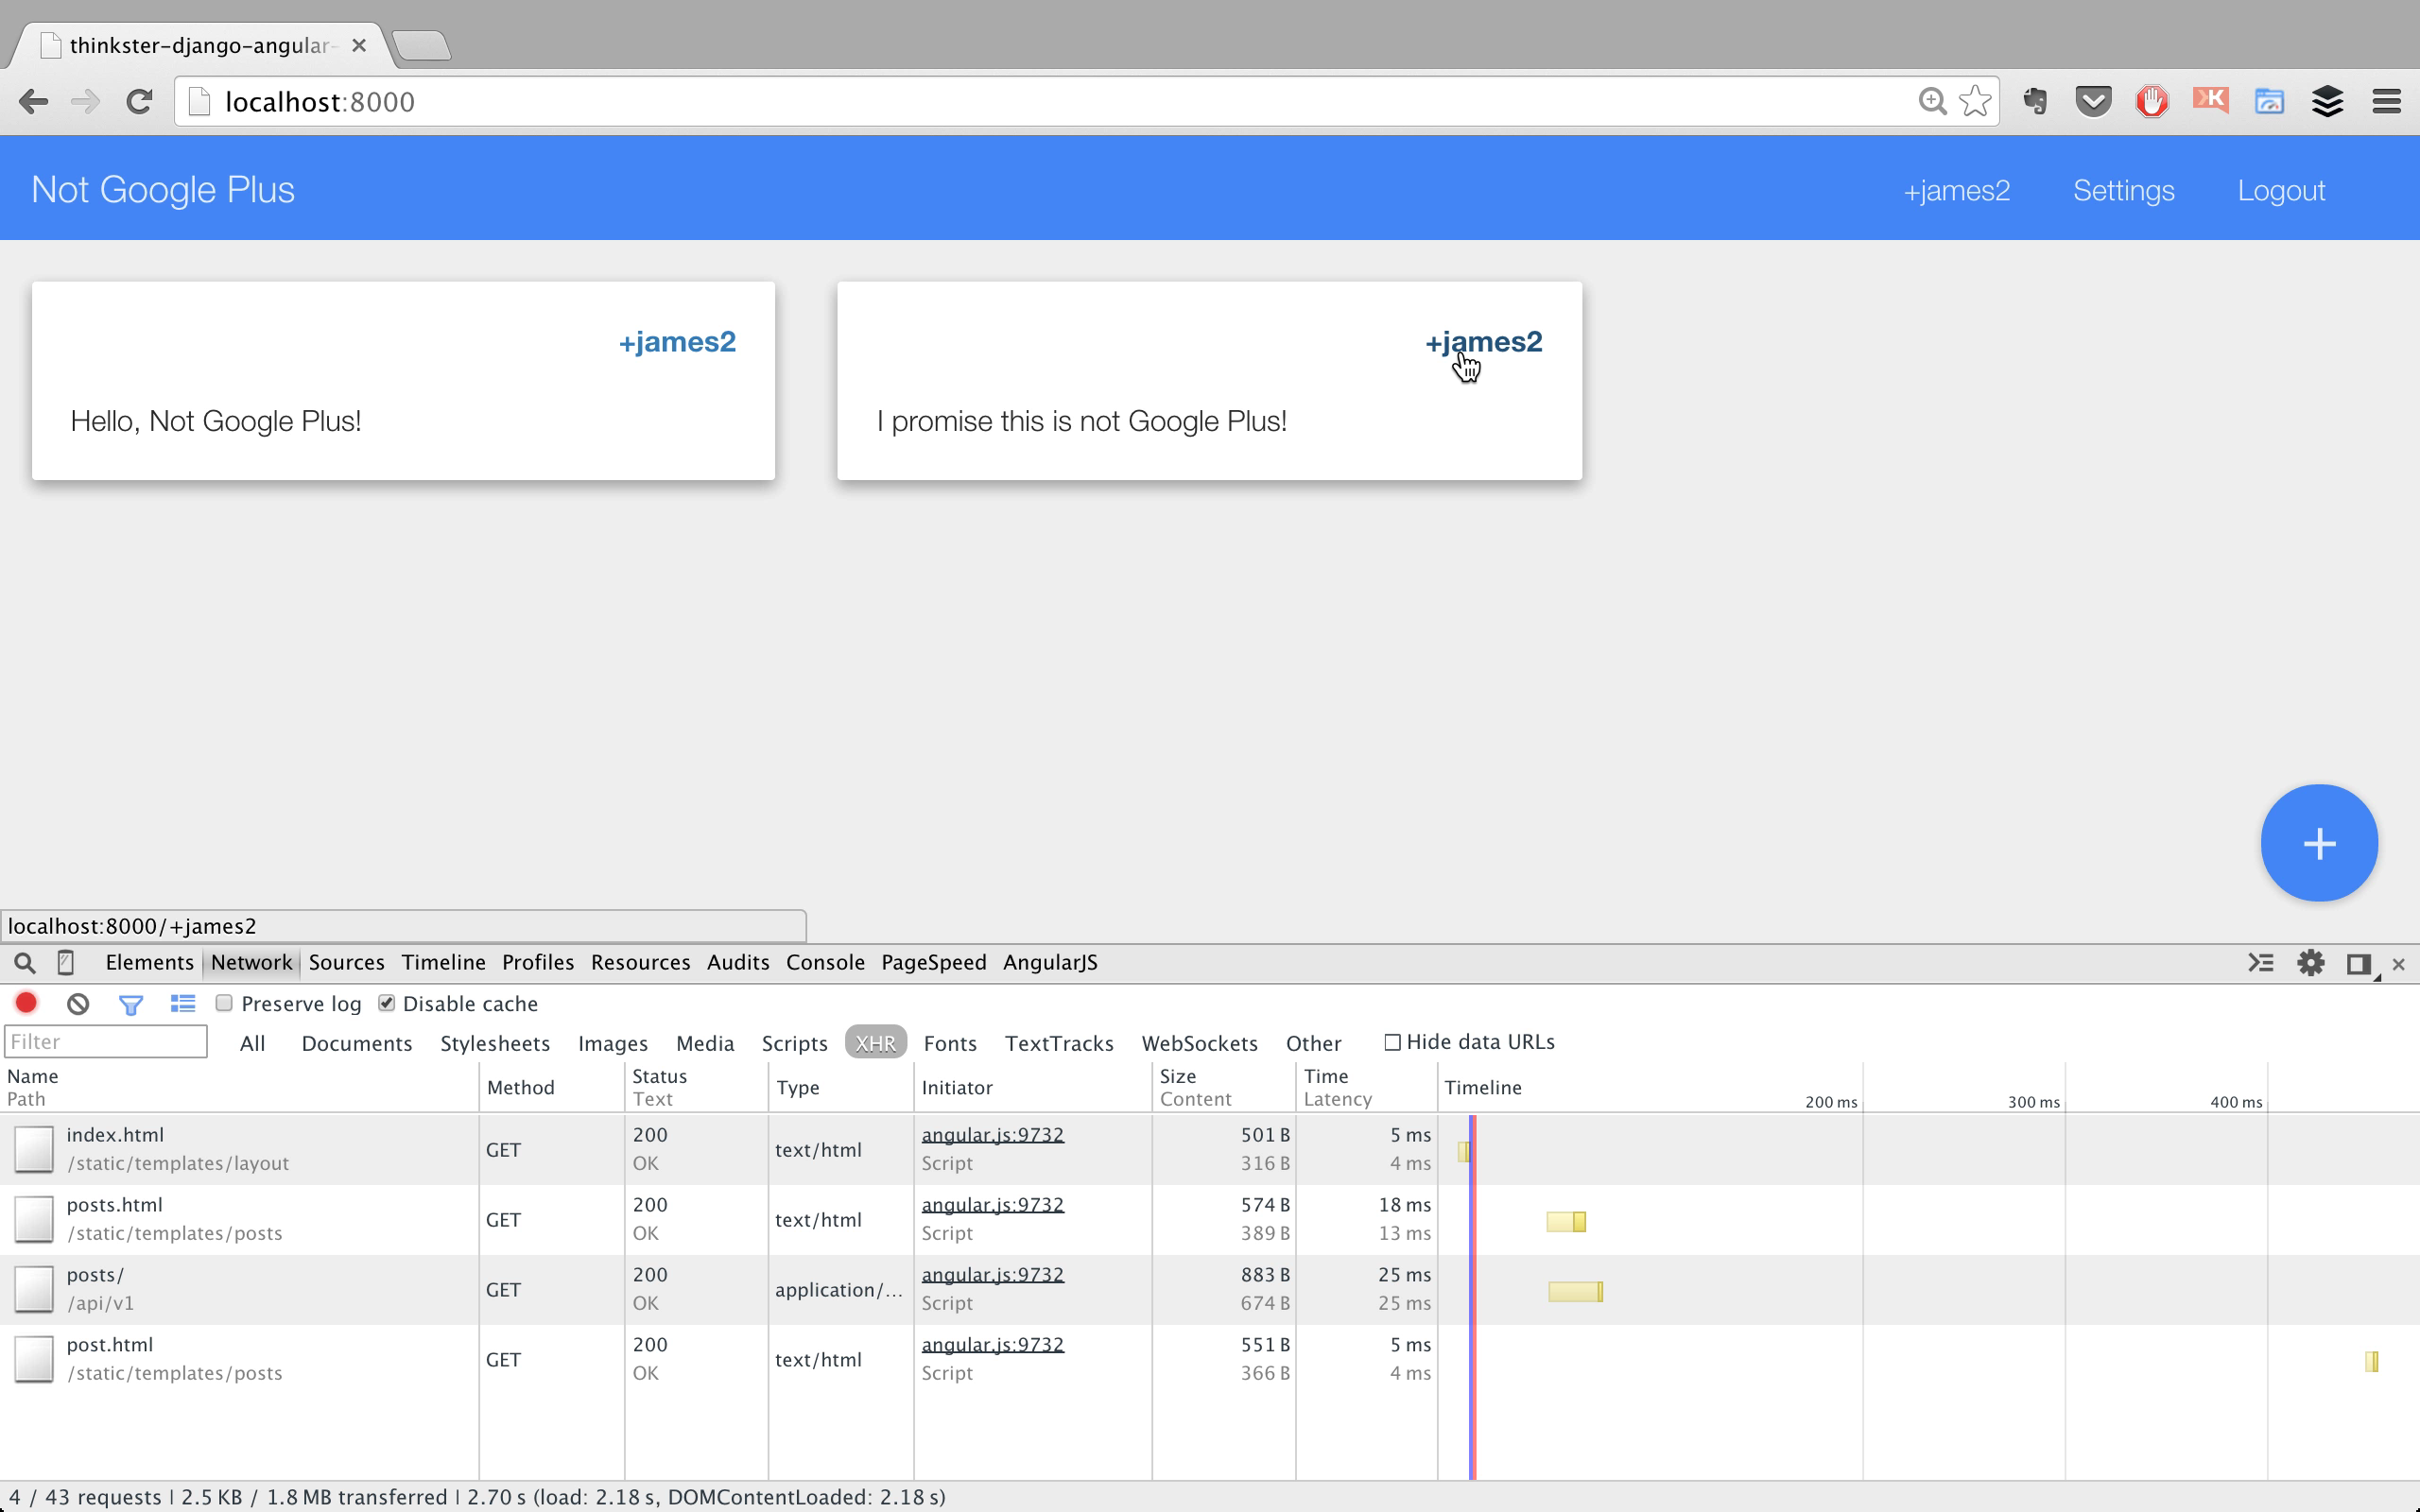 thinkster-django-angular-
localhost:8000
Not Google Plus
+james2 Settings Logout
+james2
Hello, Not Google Plus!
+james2
I promise this is not Google Plus!
+
localhost:8000/+james2
Elements Network Sources Timeline Profiles Resources Audits Console PageSpeed AngularJS
Preserve log Disable cache
Filter All Documents Stylesheets Images Media Scripts XHR Fonts TextTracks WebSockets Other Hide data URLs
Name Method Status Type Initiator Size Time Timeline
Path Text Content Latency 200 ms 300 ms 400 ms
index.html GET 200 text/html angular.js:9732 501 B 5 ms
/static/templates/layout OK Script 316 B 4 ms
posts.html GET 200 text/html angular.js:9732 574 B 18 ms
/static/templates/posts OK Script 389 B 13 ms
posts/ GET 200 application/... angular.js:9732 883 B 25 ms
/api/v1 OK Script 674 B 25 ms
post.html GET 200 text/html angular.js:9732 551 B 5 ms
/static/templates/posts OK Script 366 B 4 ms
4 / 43 requests | 2.5 KB / 1.8 MB transferred | 2.70 s (load: 2.18 s, DOMContentLoaded: 2.18 s)